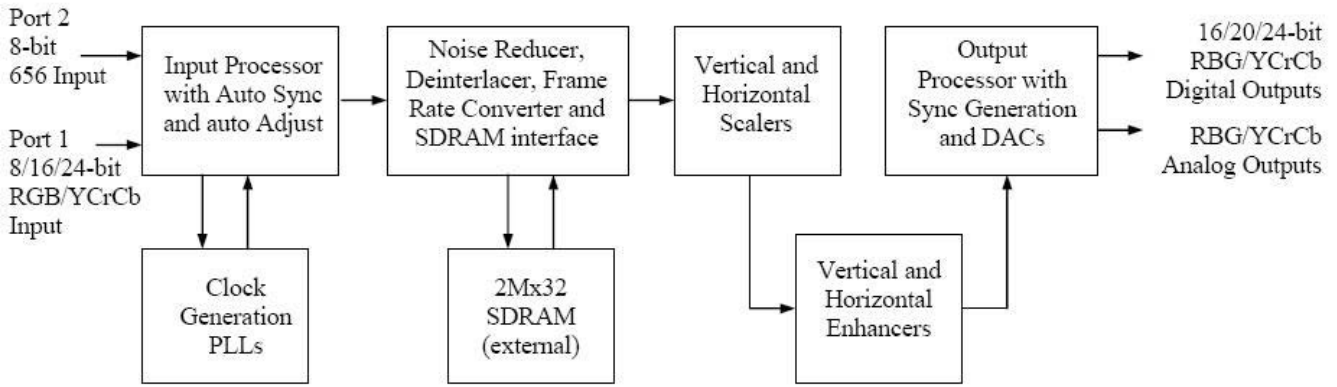 Port 2
8-bit
656 Input
Port 1
8/16/24-bit
RGB/YCrCb
Input
Input Processor
with Auto Sync
and auto Adjust
Clock
Generation
PLLs
Noise Reducer,
Deinterlacer, Frame
Rate Converter and
SDRAM interface
2Mx32
SDRAM
(external)
Vertical and
Horizontal
Scalers
Vertical and
Horizontal
Enhancers
Output
Processor with
Sync Generation
and DACs
16/20/24-bit
RBG/YCrCb
Digital Outputs
RBG/YCrCb
Analog Outputs